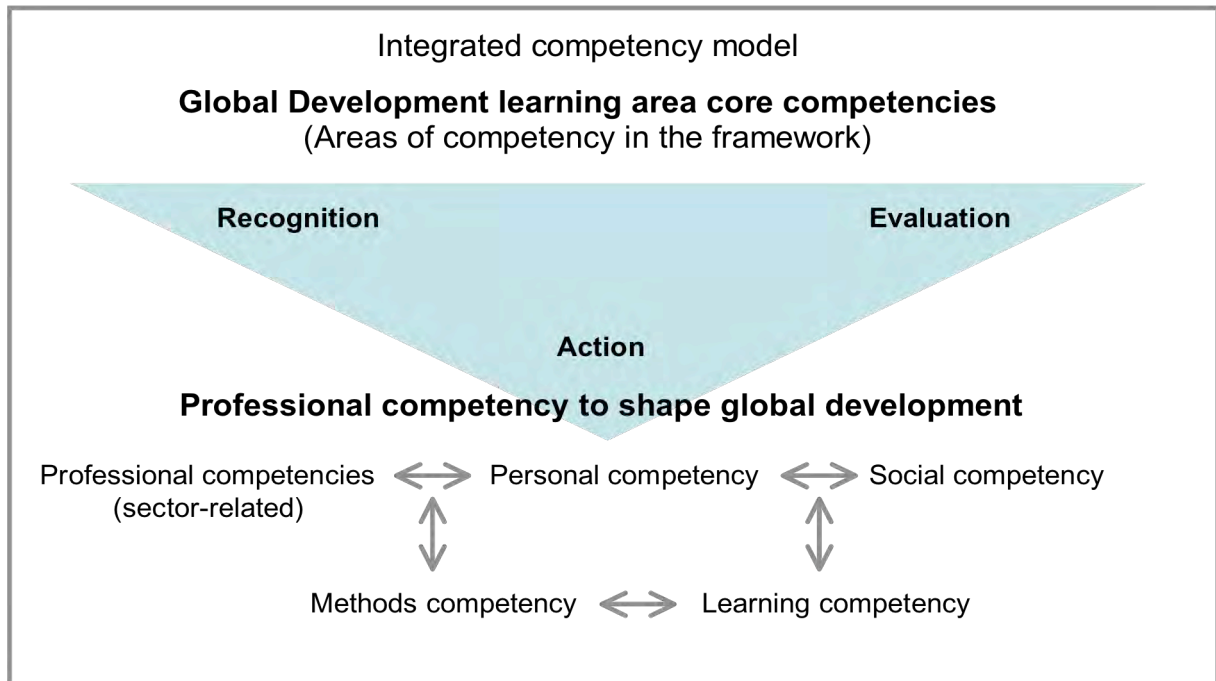 Integrated competency model
Global Development learning area core competencies
(Areas of competency in the framework)
Recognition
Evaluation
Action
Professional competency to shape global development
Professional competencies
(sector-related)
Personal competency
Social competency
Methods competency
Learning competency